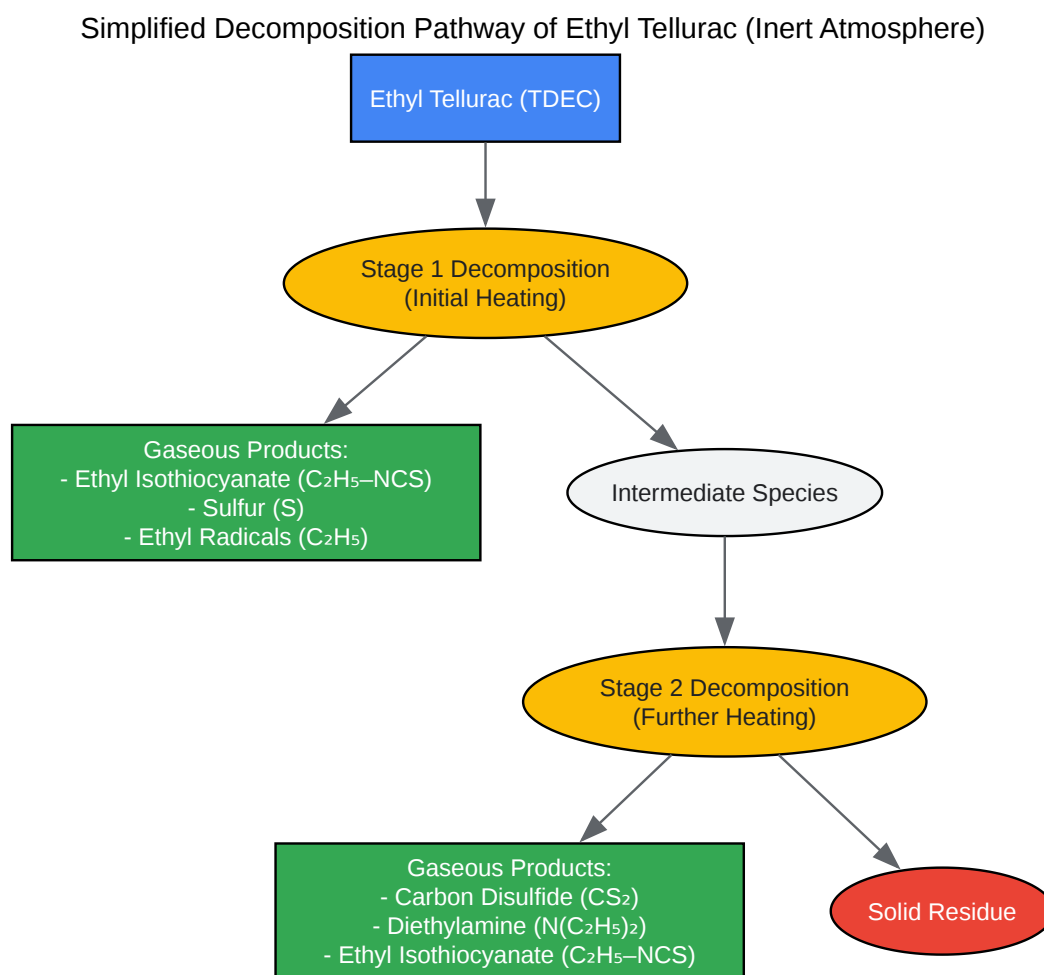 Simplified Decomposition Pathway of Ethyl Tellurac (Inert Atmosphere)
Ethyl Tellurac (TDEC)
Stage 1 Decomposition
(Initial Heating)
Gaseous Products:
- Ethyl Isothiocyanate (C₂H₅–NCS)
- Sulfur (S)
- Ethyl Radicals (C₂H₅)
Intermediate Species
Stage 2 Decomposition
(Further Heating)
Gaseous Products:
- Carbon Disulfide (CS₂)
- Diethylamine (N(C₂H₅)₂)
- Ethyl Isothiocyanate (C₂H₅–NCS)
Solid Residue